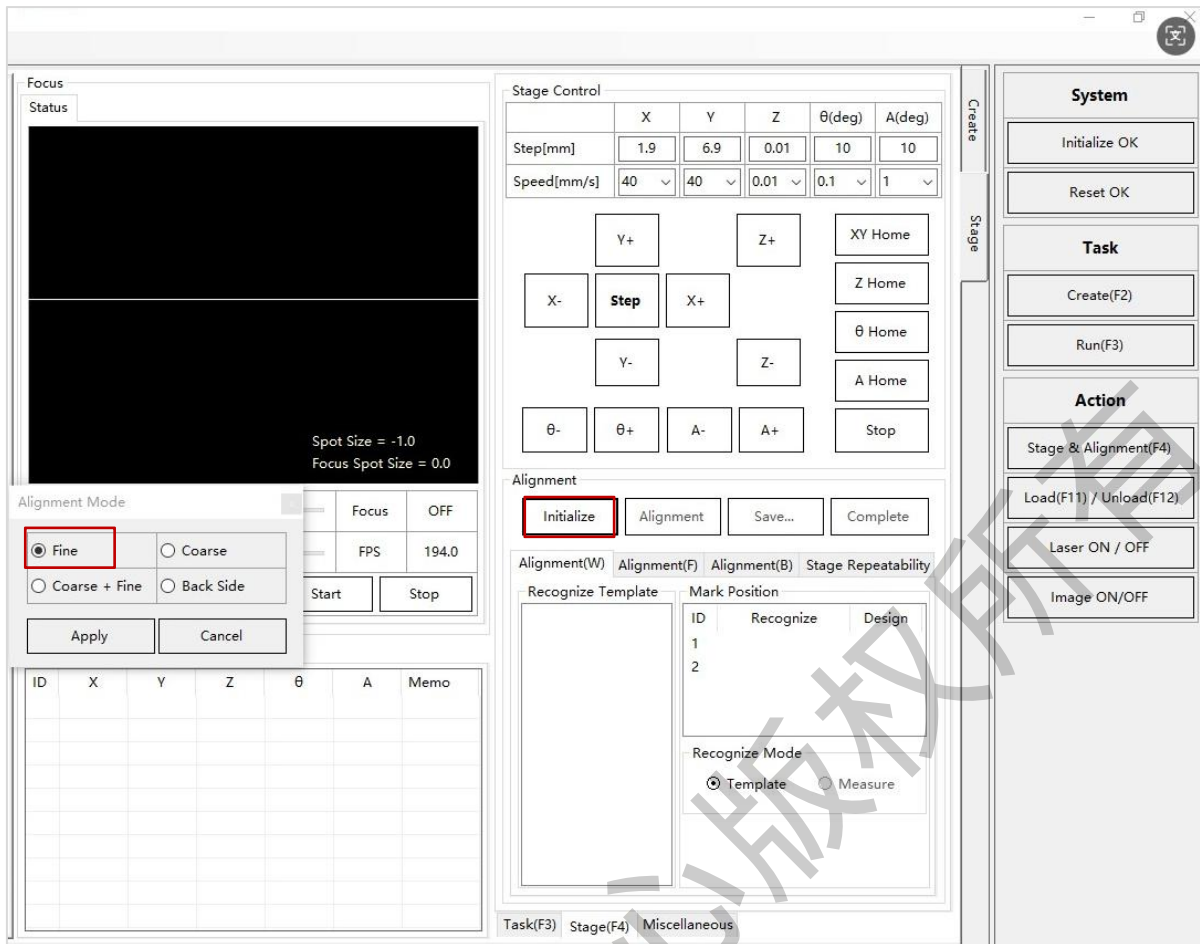 Focus
Status
Spot Size = -1.0
Focus Spot Size = 0.0
Focus OFF
FPS 194.0
Start Stop
Alignment Mode
Fine Coarse
Coarse + Fine Back Side
Apply Cancel
ID X Y Z θ A Memo
Stage Control
X Y Z θ(deg) A(deg)
Step[mm] 1.9 6.9 0.01 10 10
Speed[mm/s] 40 40 0.01 0.1 1
Y+ Z+ XY Home
Z Home
X- Step X+
θ Home
Y- Z-
A Home
θ- θ+ A- A+ Stop
Alignment
Initialize Alignment Save... Complete
Alignment(W) Alignment(F) Alignment(B) Stage Repeatability
Recognize Template
Mark Position
ID Recognize Design
1
2
Recognize Mode
Template Measure
Task(F3) Stage(F4) Miscellaneous
Create
Stage
System
Initialize OK
Reset OK
Task
Create(F2)
Run(F3)
Action
Stage & Alignment(F4)
Load(F11) / Unload(F12)
Laser ON / OFF
Image ON/OFF
心版权所有